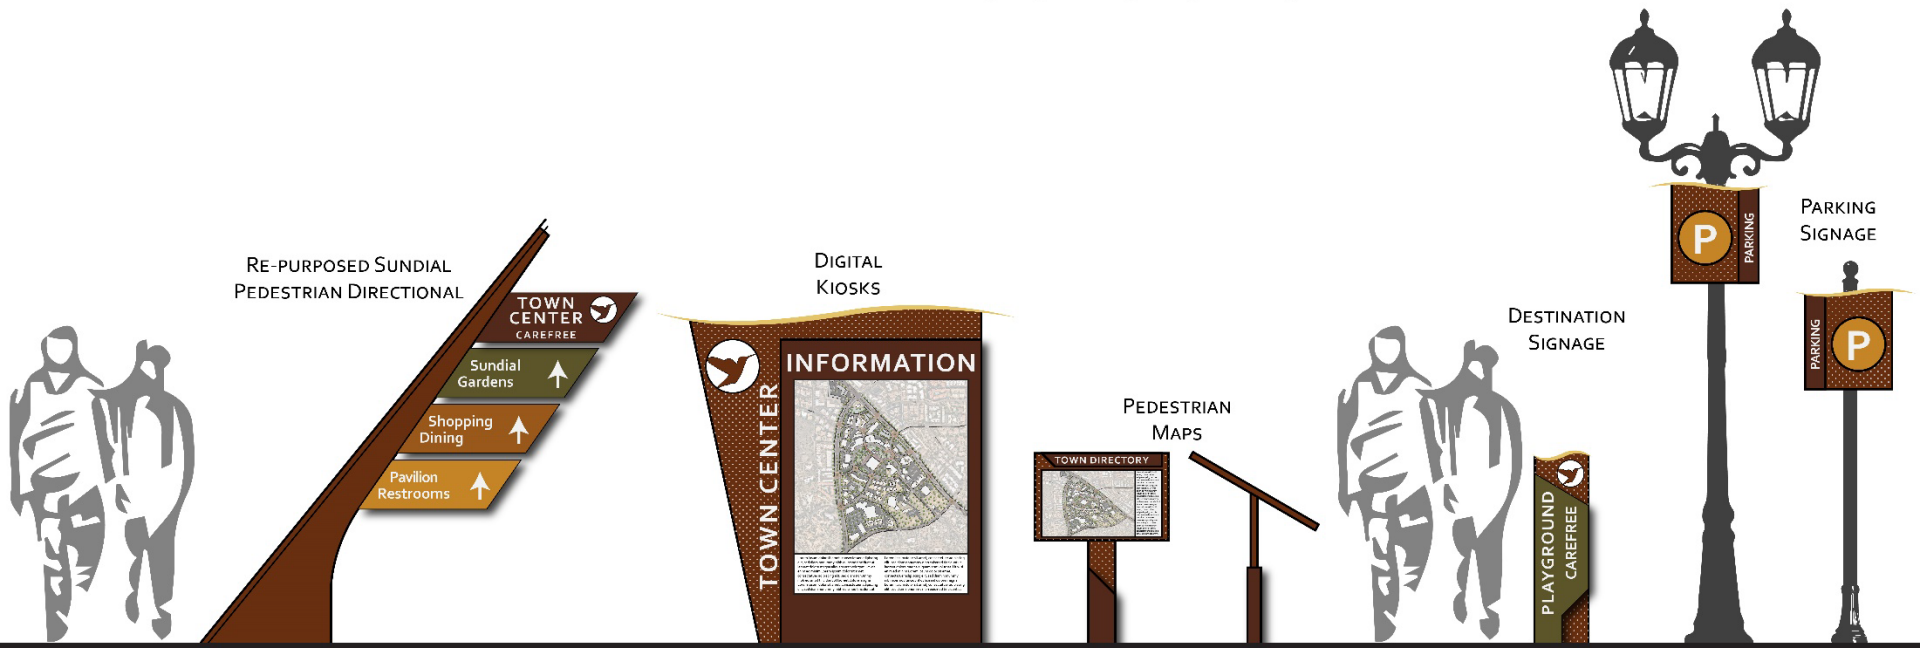 Re-purposed Sundial
Pedestrian Directional
TOWN
CENTER
CAREFREE
Sundial
Gardens
Shopping
Dining
Pavilion
Restrooms
Digital
Kiosks
TOWN CENTER
INFORMATION
Pedestrian
Maps
TOWN DIRECTORY
Destination
Signage
PLAYGROUND
CAREFREE
P
PARKING
Parking
Signage
PARKING
P